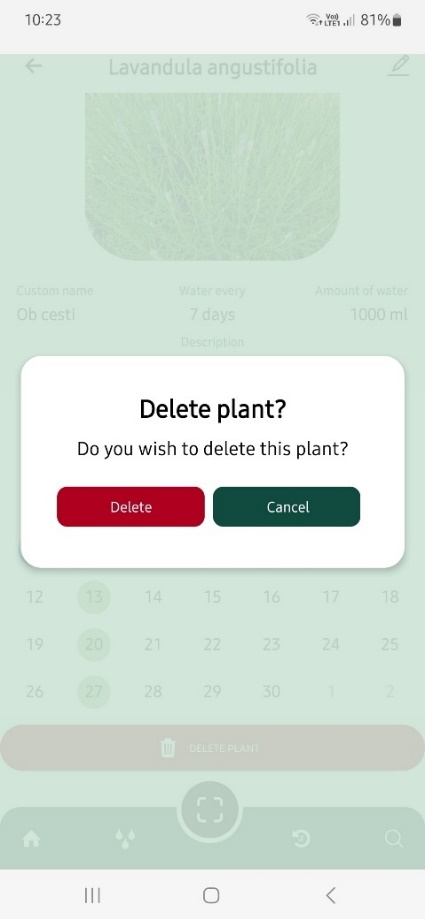 10:23
Vo) LTE1 81%
Lavandula angustifolia
Custom name Water every Amount of water
Ob cesti 7 days 1000 ml
Description
Delete plant?
Do you wish to delete this plant?
Delete Cancel
12 13 14 15 16 17 18
19 20 21 22 23 24 25
26 27 28 29 30 1 2
DELETE PLANT